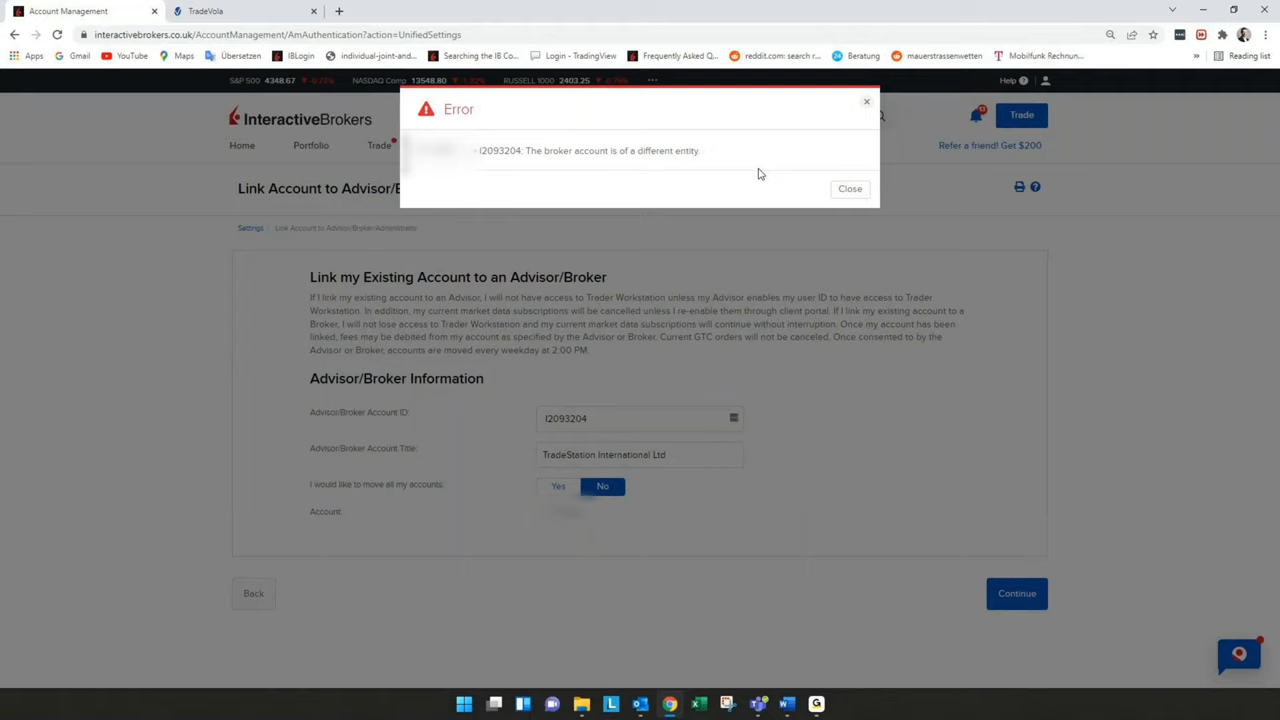 Account Management
TradeVola
interactivebrokers.co.uk/AccountManagement/AmAuthentication?action=UnifiedSettings
Apps Gmail YouTube Maps Übersetzen IBLogin individual-joint-and... Searching the IB Co... Login - TradingView Frequently Asked Q... reddit.com: search r... Beratung mauerstrassenwetten Mobilfunk Rechnun... » Reading list
S&P 500 4348.67 NASDAQ Comp 13548.80 RUSSELL 1000 2403.25 ••• Help
Error
InteractiveBrokers
Trade
I2093204: The broker account is of a different entity.
Home Portfolio Trade
Refer a friend! Get $200
Close
Link Account to Advisor/B
Settings / Link Account to Advisor/Broker/Administrator
Link my Existing Account to an Advisor/Broker
If I link my existing account to an Advisor, I will not have access to Trader Workstation unless my Advisor enables my user ID to have access to Trader
Workstation. In addition, my current market data subscriptions will be cancelled unless I re-enable them through client portal. If I link my existing account to a
Broker, I will not lose access to Trader Workstation and my current market data subscriptions will continue without interruption. Once my account has been
linked, fees may be debited from my account as specified by the Advisor or Broker. Current GTC orders will not be canceled. Once consented to by the
Advisor or Broker, accounts are moved every weekday at 2:00 PM.
Advisor/Broker Information
Advisor/Broker Account ID: I2093204
Advisor/Broker Account Title: TradeStation International Ltd
I would like to move all my accounts: Yes No
Account:
Back
Continue